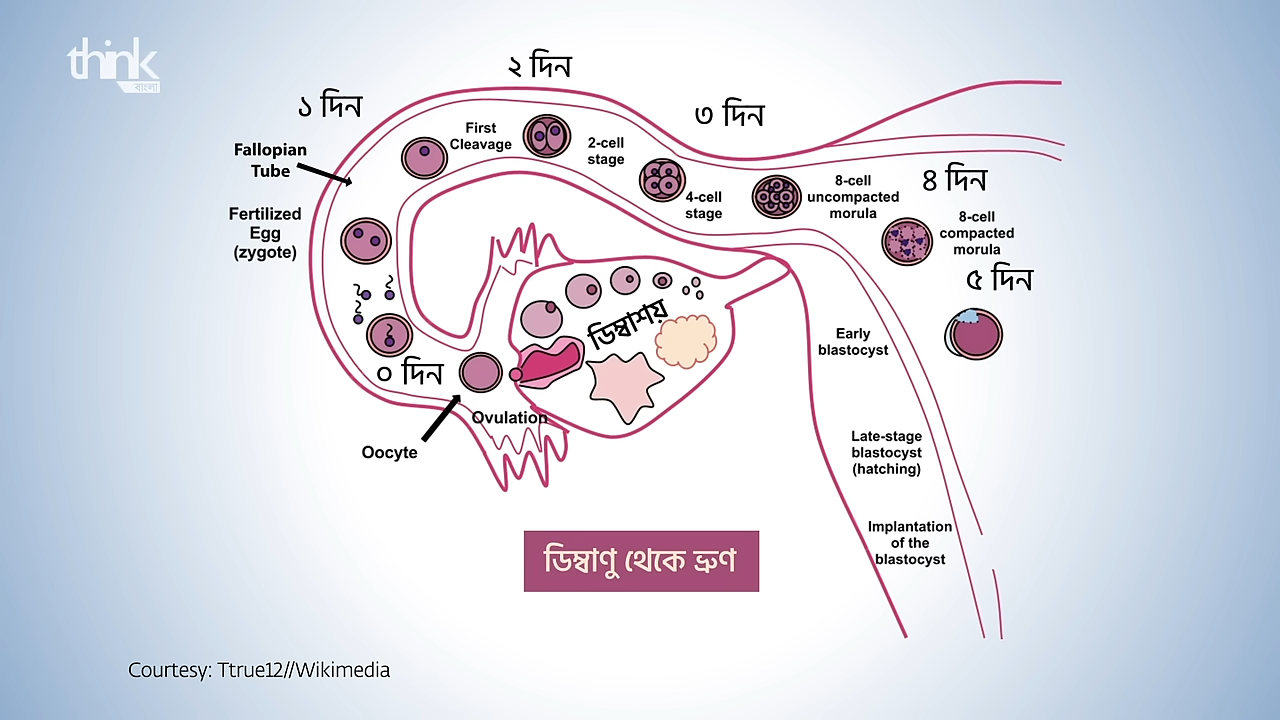 think
বাংলা
২ দিন
১ দিন
৩ দিন
First
Cleavage
Fallopian
Tube
2-cell
stage
৪ দিন
8-cell
uncompacted
morula
4-cell
stage
Fertilized
Egg
(zygote)
8-cell
compacted
morula
৫ দিন
ডিম্বাশয়
Early
blastocyst
০ দিন
Ovulation
Oocyte
Late-stage
blastocyst
(hatching)
Implantation
of the
blastocyst
ডিম্বাণু থেকে ভ্রুণ
Courtesy: Ttrue12//Wikimedia